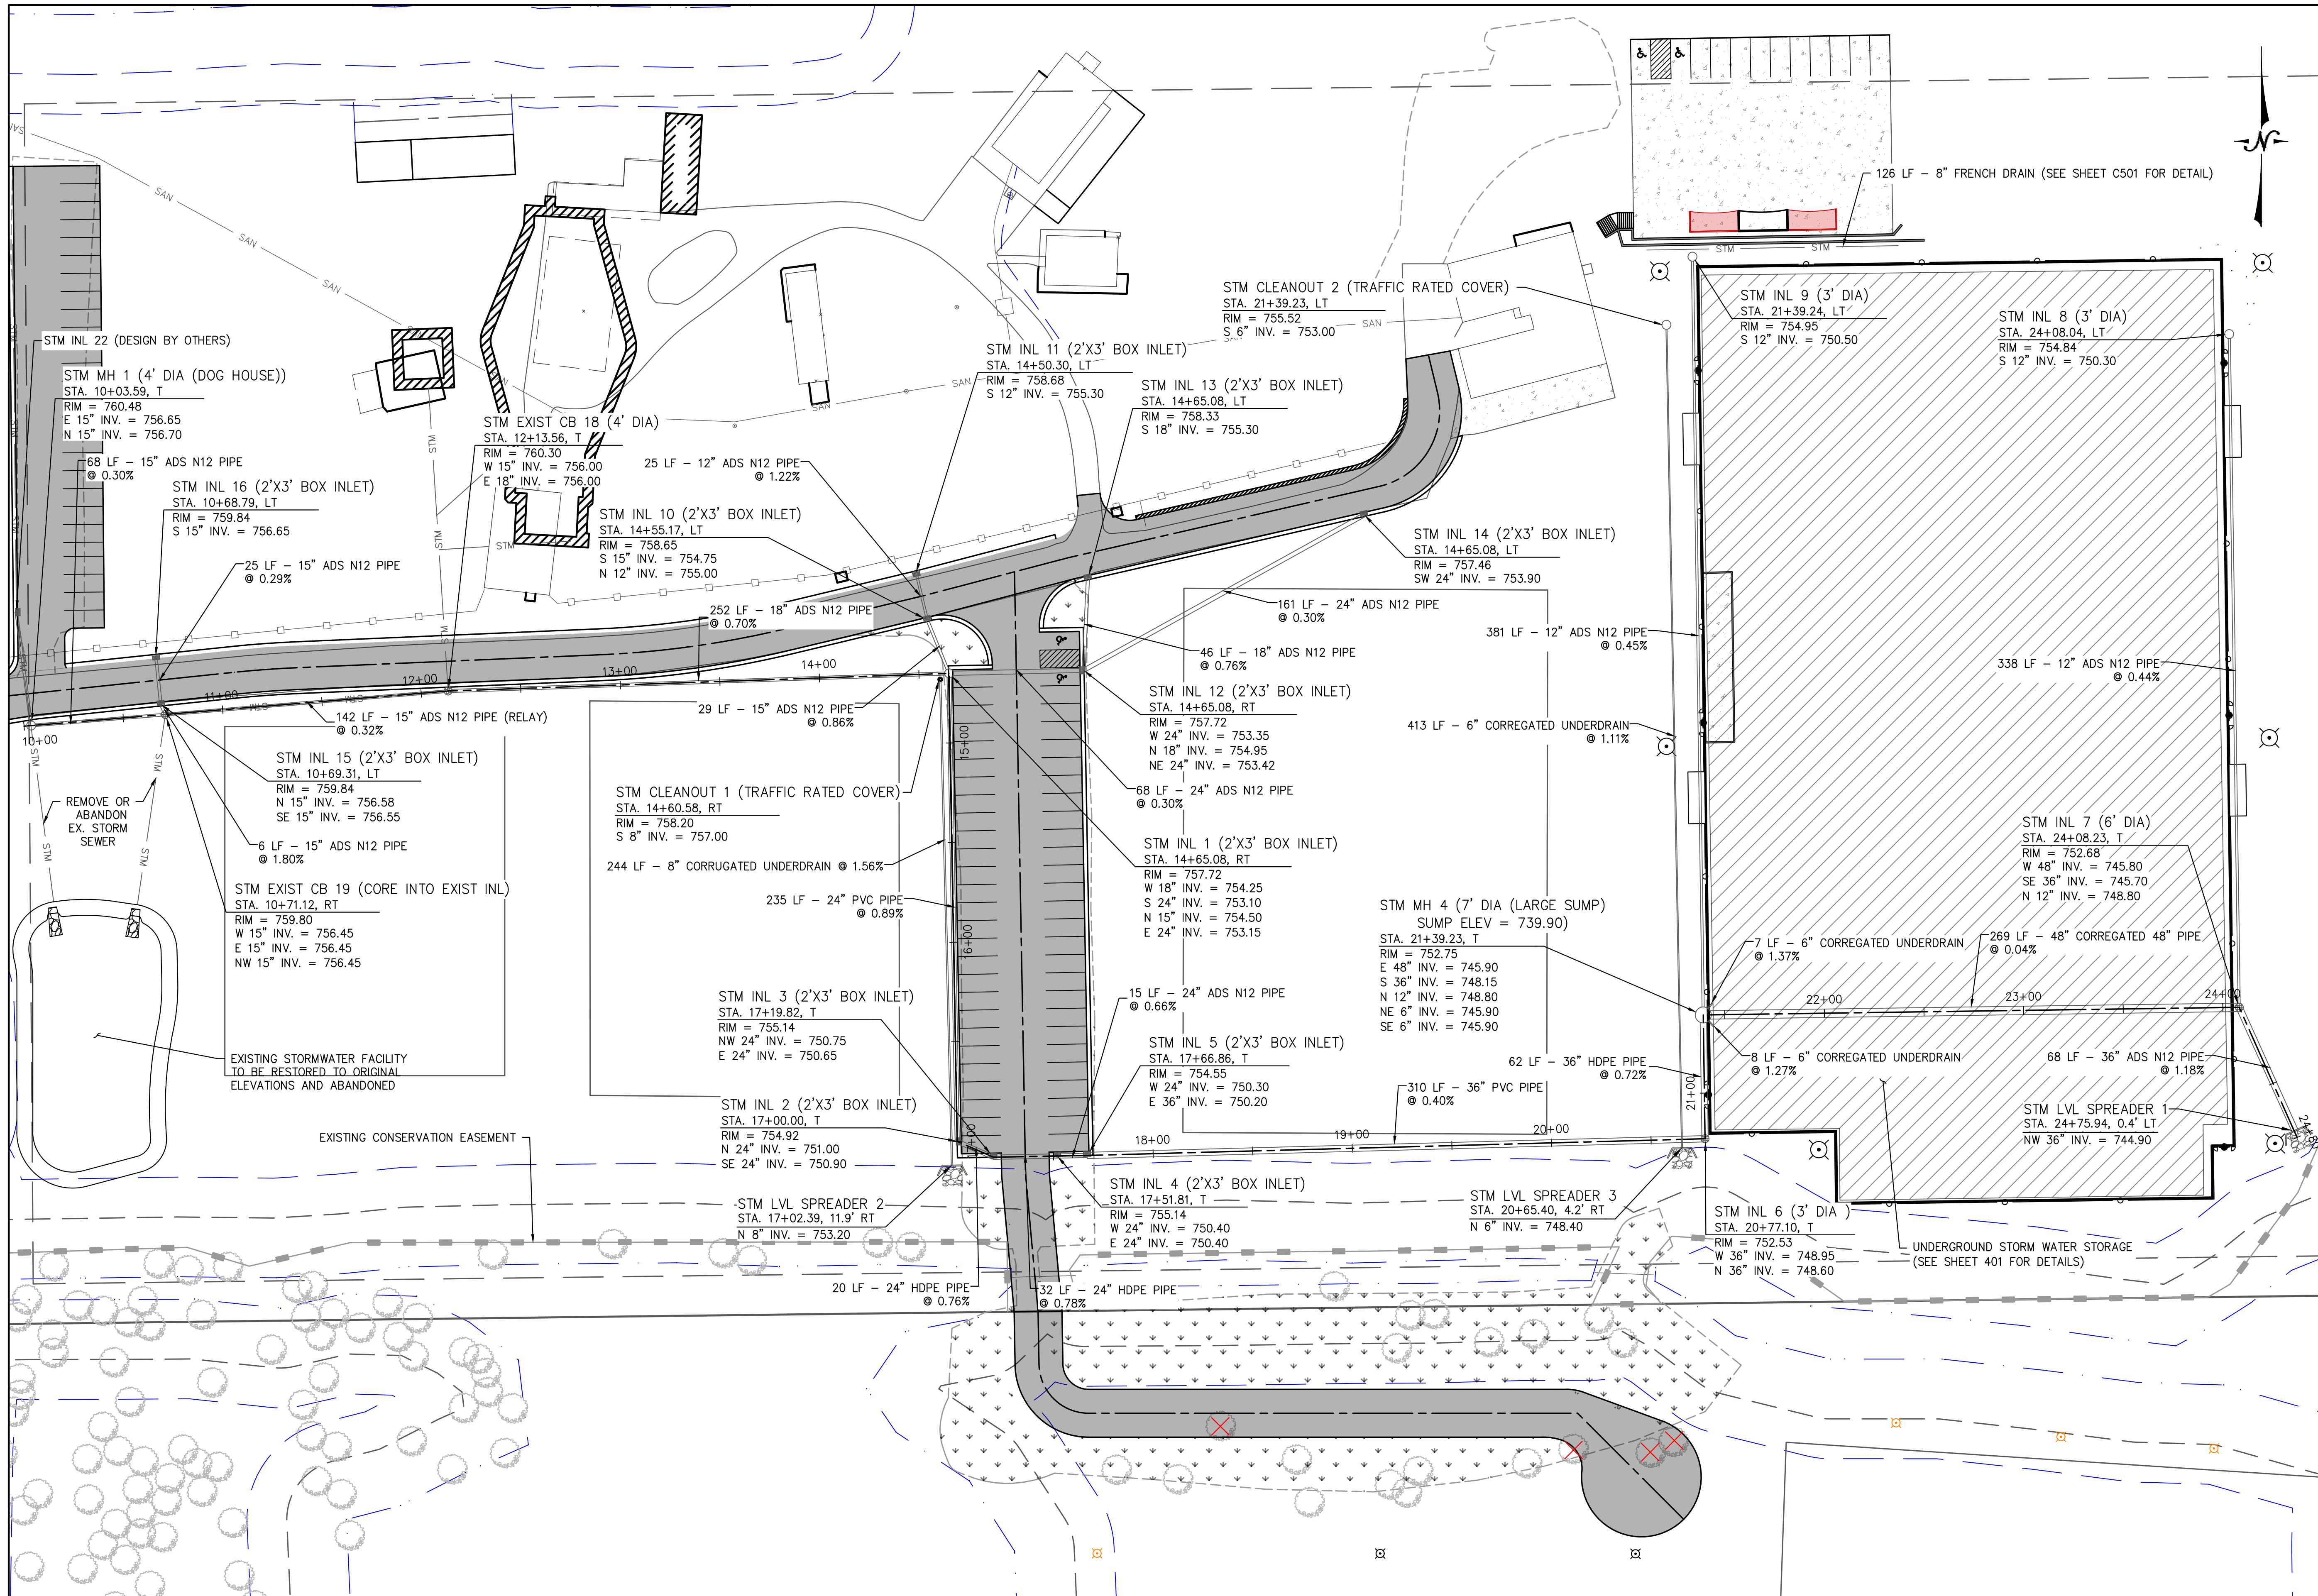 126 LF - 8" FRENCH DRAIN (SEE SHEET C501 FOR DETAIL)
N
SAN
SAN
SAN
SAN
SAN
SAN
SAN
STM
STM
STM INL 22 (DESIGN BY OTHERS)
STM MH 1 (4' DIA (DOG HOUSE))
STA. 10+03.59, T
RIM = 760.48
E 15" INV. = 756.65
N 15" INV. = 756.70
68 LF - 15" ADS N12 PIPE
@ 0.30%
STM INL 16 (2'X3' BOX INLET)
STA. 10+68.79, LT
RIM = 759.84
S 15" INV. = 756.65
25 LF - 15" ADS N12 PIPE
@ 0.29%
STM EXIST CB 18 (4' DIA)
STA. 12+13.56, T
RIM = 760.30
W 15" INV. = 756.00
E 18" INV. = 756.00
25 LF - 12" ADS N12 PIPE
@ 1.22%
STM INL 10 (2'X3' BOX INLET)
STA. 14+55.17, LT
RIM = 758.65
S 15" INV. = 754.75
N 12" INV. = 755.00
STM INL 11 (2'X3' BOX INLET)
STA. 14+50.30, LT
RIM = 758.68
S 12" INV. = 755.30
STM INL 13 (2'X3' BOX INLET)
STA. 14+65.08, LT
RIM = 758.33
S 18" INV. = 755.30
STM CLEANOUT 2 (TRAFFIC RATED COVER)
STA. 21+39.23, LT
RIM = 755.52
S 6" INV. = 753.00
STM INL 9 (3' DIA)
STA. 21+39.24, LT
RIM = 754.95
S 12" INV. = 750.50
STM INL 8 (3' DIA)
STA. 24+08.04, LT
RIM = 754.84
S 12" INV. = 750.30
STM INL 14 (2'X3' BOX INLET)
STA. 14+65.08, LT
RIM = 757.46
SW 24" INV. = 753.90
252 LF - 18" ADS N12 PIPE
@ 0.70%
161 LF - 24" ADS N12 PIPE
@ 0.30%
46 LF - 18" ADS N12 PIPE
@ 0.76%
381 LF - 12" ADS N12 PIPE
@ 0.45%
338 LF - 12" ADS N12 PIPE
@ 0.44%
STM
STM
STM
STM
STM
STM
STM
STM
STM
STM
STM
10+00
11+00
12+00
13+00
14+00
15+00
16+00
17+00
142 LF - 15" ADS N12 PIPE (RELAY)
@ 0.32%
29 LF - 15" ADS N12 PIPE
@ 0.86%
STM INL 12 (2'X3' BOX INLET)
STA. 14+65.08, RT
RIM = 757.72
W 24" INV. = 753.35
N 18" INV. = 754.95
NE 24" INV. = 753.42
413 LF - 6" CORREGATED UNDERDRAIN
@ 1.11%
STM INL 15 (2'X3' BOX INLET)
STA. 10+69.31, LT
RIM = 759.84
N 15" INV. = 756.58
SE 15" INV. = 756.55
REMOVE OR
ABANDON
EX. STORM
SEWER
6 LF - 15" ADS N12 PIPE
@ 1.80%
STM EXIST CB 19 (CORE INTO EXIST INL)
STA. 10+71.12, RT
RIM = 759.80
W 15" INV. = 756.45
E 15" INV. = 756.45
NW 15" INV. = 756.45
STM CLEANOUT 1 (TRAFFIC RATED COVER)
STA. 14+60.58, RT
RIM = 758.20
S 8" INV. = 757.00
244 LF - 8" CORRUGATED UNDERDRAIN @ 1.56%
235 LF - 24" PVC PIPE
@ 0.89%
68 LF - 24" ADS N12 PIPE
@ 0.30%
STM INL 1 (2'X3' BOX INLET)
STA. 14+65.08, RT
RIM = 757.72
W 18" INV. = 754.25
S 24" INV. = 753.10
N 15" INV. = 754.50
E 24" INV. = 753.15
STM MH 4 (7' DIA (LARGE SUMP)
SUMP ELEV = 739.90)
STA. 21+39.23, T
RIM = 752.75
E 48" INV. = 745.90
S 36" INV. = 748.15
N 12" INV. = 748.80
NE 6" INV. = 745.90
SE 6" INV. = 745.90
STM INL 7 (6' DIA)
STA. 24+08.23, T
RIM = 752.68
W 48" INV. = 745.80
SE 36" INV. = 745.70
N 12" INV. = 748.80
7 LF - 6" CORREGATED UNDERDRAIN
@ 1.37%
269 LF - 48" CORREGATED 48" PIPE
@ 0.04%
22+00
23+00
24+00
STM INL 3 (2'X3' BOX INLET)
STA. 17+19.82, T
RIM = 755.14
NW 24" INV. = 750.75
E 24" INV. = 750.65
15 LF - 24" ADS N12 PIPE
@ 0.66%
STM INL 5 (2'X3' BOX INLET)
STA. 17+66.86, T
RIM = 754.55
W 24" INV. = 750.30
E 36" INV. = 750.20
62 LF - 36" HDPE PIPE
@ 0.72%
8 LF - 6" CORREGATED UNDERDRAIN
@ 1.27%
68 LF - 36" ADS N12 PIPE
@ 1.18%
310 LF - 36" PVC PIPE
@ 0.40%
21+00
EXISTING STORMWATER FACILITY
TO BE RESTORED TO ORIGINAL
ELEVATIONS AND ABANDONED
STM INL 2 (2'X3' BOX INLET)
STA. 17+00.00, T
RIM = 754.92
N 24" INV. = 751.00
SE 24" INV. = 750.90
STM LVL SPREADER 1
STA. 24+75.94, 0.4' LT
NW 36" INV. = 744.90
EXISTING CONSERVATION EASEMENT
18+00
19+00
20+00
STM LVL SPREADER 2
STA. 17+02.39, 11.9' RT
N 8" INV. = 753.20
STM INL 4 (2'X3' BOX INLET)
STA. 17+51.81, T
RIM = 755.14
W 24" INV. = 750.40
E 24" INV. = 750.40
STM LVL SPREADER 3
STA. 20+65.40, 4.2' RT
N 6" INV. = 748.40
STM INL 6 (3' DIA )
STA. 20+77.10, T
RIM = 752.53
W 36" INV. = 748.95
N 36" INV. = 748.60
UNDERGROUND STORM WATER STORAGE
(SEE SHEET 401 FOR DETAILS)
20 LF - 24" HDPE PIPE
@ 0.76%
32 LF - 24" HDPE PIPE
@ 0.78%